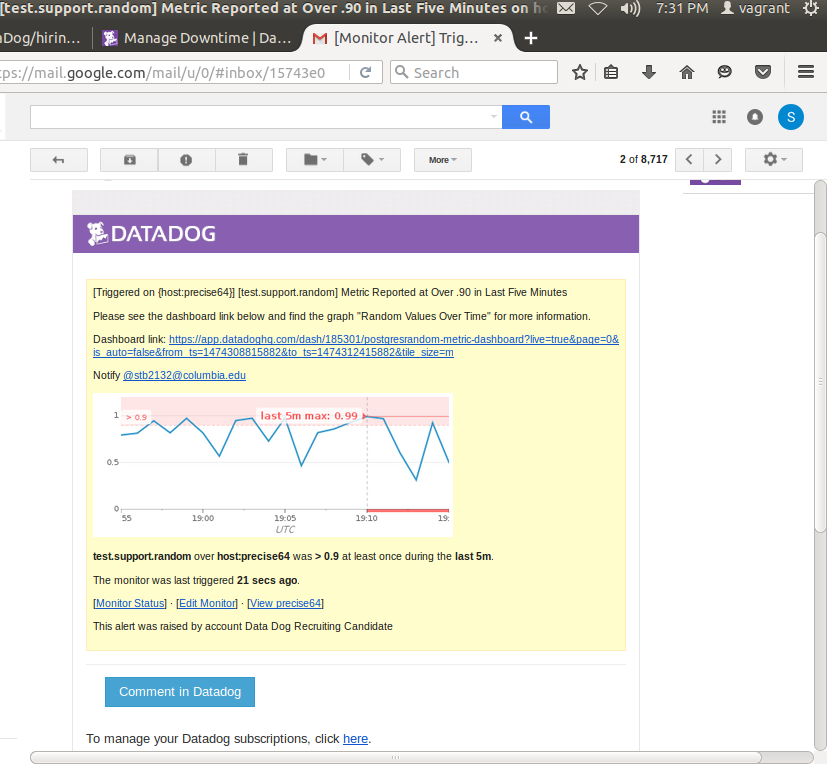 [test.support.random] Metric Reported at Over .90 in Last Five Minutes on ho
7:31 PM
vagrant
aDog/hirin...
Manage Downtime | Da...
[Monitor Alert] Trig...
ps://mail.google.com/mail/u/0/#inbox/15743e0
Search
S
More
2 of 8,717
DATADOG
[Triggered on {host:precise64}] [test.support.random] Metric Reported at Over .90 in Last Five Minutes
Please see the dashboard link below and find the graph "Random Values Over Time" for more information.
Dashboard link: https://app.datadoghq.com/dash/185301/postgresrandom-metric-dashboard?live=true&page=0&
is_auto=false&from_ts=1474308815882&to_ts=1474312415882&tile_size=m
Notify @stb2132@columbia.edu
1
> 0.9
last 5m max: 0.99
0.5
0
55
19:00
19:05
19:10
19:
UTC
test.support.random over host:precise64 was > 0.9 at least once during the last 5m.
The monitor was last triggered 21 secs ago.
[Monitor Status] · [Edit Monitor] · [View precise64]
This alert was raised by account Data Dog Recruiting Candidate
Comment in Datadog
To manage your Datadog subscriptions, click here.